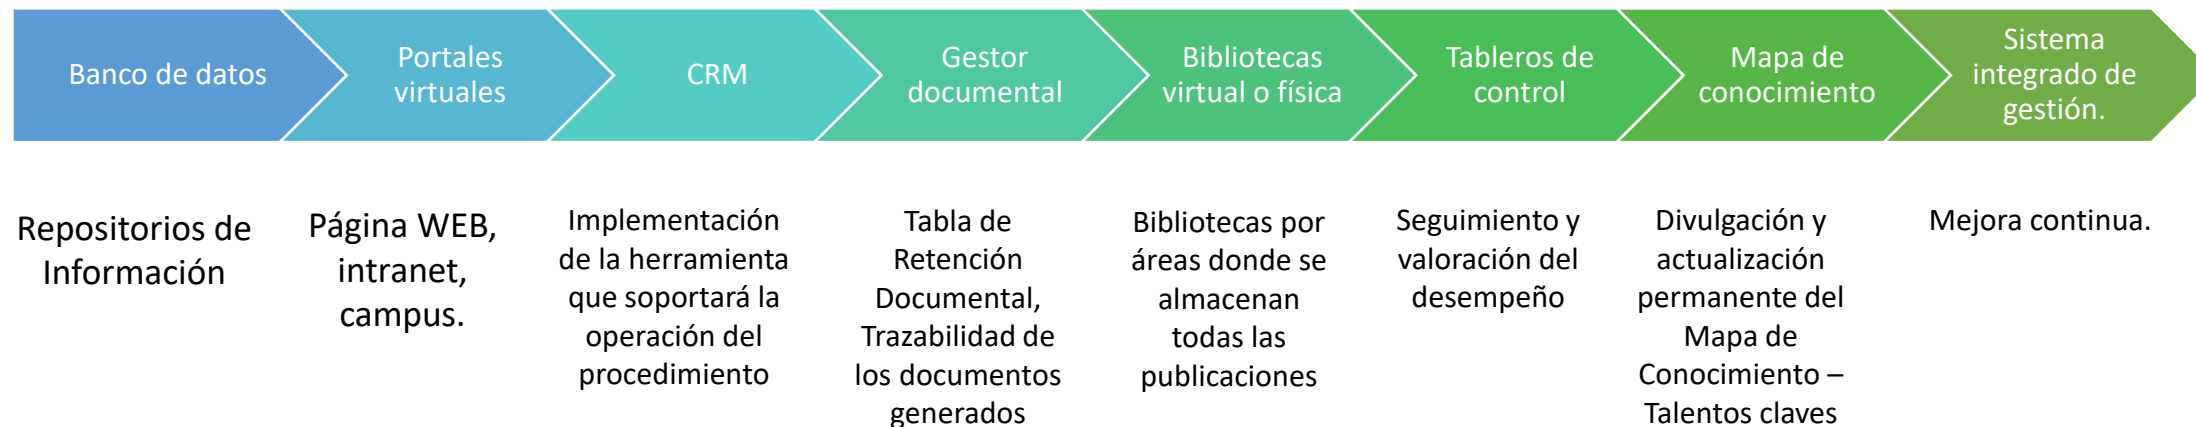 Banco de datos
Portales
virtuales
CRM
Gestor
documental
Bibliotecas
virtual o física
Tableros de
control
Mapa de
conocimiento
Sistema
integrado de
gestión.
Repositorios de
Información
Página WEB,
intranet,
campus.
Implementación
de la herramienta
que soportará la
operación del
procedimiento
Tabla de
Retención
Documental,
Trazabilidad de
los documentos
generados
Bibliotecas por
áreas donde se
almacenan
todas las
publicaciones
Seguimiento y
valoración del
desempeño
Divulgación y
actualización
permanente del
Mapa de
Conocimiento –
Talentos claves
Mejora continua.